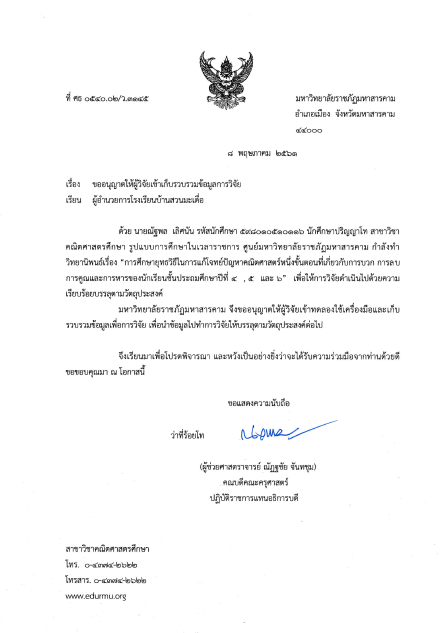 ที่ ศธ ๐๕๔๐.๐๒/ว.๓๑๔๕
มหาวิทยาลัยราชภัฏมหาสารคาม
อำเภอเมือง จังหวัดมหาสารคาม
๔๔๐๐๐
๘ พฤษภาคม ๒๕๖๑
เรื่อง ขออนุญาตให้ผู้วิจัยเข้าเก็บรวบรวมข้อมูลการวิจัย
เรียน ผู้อำนวยการโรงเรียนบ้านสวนมะเดื่อ
ด้วย นายณัฐพล เลิศนัน รหัสนักศึกษา ๕๙๘๐๑๐๕๑๐๑๑๖ นักศึกษาปริญญาโท สาขาวิชา
คณิตศาสตรศึกษา รูปแบบการศึกษาในเวลาราชการ ศูนย์มหาวิทยาลัยราชภัฏมหาสารคาม กำลังทำ
วิทยานิพนธ์เรื่อง “การศึกษายุทธวิธีในการแก้โจทย์ปัญหาคณิตศาสตร์หนึ่งขั้นตอนที่เกี่ยวกับการบวก การลบ
การคูณและการหารของนักเรียนชั้นประถมศึกษาปีที่ ๔ , ๕ และ ๖” เพื่อให้การวิจัยดำเนินไปด้วยความ
เรียบร้อยบรรลุตามวัตถุประสงค์
มหาวิทยาลัยราชภัฏมหาสารคาม จึงขออนุญาตให้ผู้วิจัยเข้าทดลองใช้เครื่องมือและเก็บ
รวบรวมข้อมูลเพื่อการวิจัย เพื่อนำข้อมูลไปทำการวิจัยให้บรรลุตามวัตถุประสงค์ต่อไป
จึงเรียนมาเพื่อโปรดพิจารณา และหวังเป็นอย่างยิ่งว่าจะได้รับความร่วมมือจากท่านด้วยดี
ขอขอบคุณมา ณ โอกาสนี้
ขอแสดงความนับถือ
ว่าที่ร้อยโท
(ผู้ช่วยศาสตราจารย์ ณัฏฐชัย จันทชุม)
คณบดีคณะครุศาสตร์
ปฏิบัติราชการแทนอธิการบดี
สาขาวิชาคณิตศาสตรศึกษา
โทร. ๐-๔๓๗๔-๒๖๒๒
โทรสาร. ๐-๔๓๗๔-๒๖๒๒
www.edurmu.org